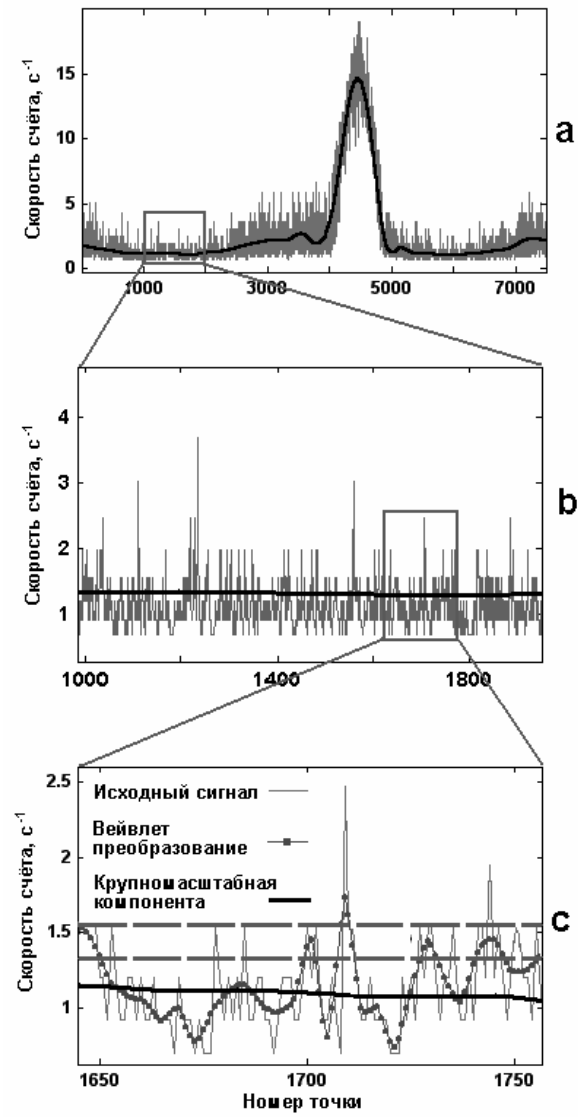 Скорость счёта, с⁻¹
15
10
5
0
1000
3000
5000
7000
a
Скорость счёта, с⁻¹
4
3
2
1
1000
1400
1800
b
Скорость счёта, с⁻¹
2.5
2
1.5
1
Исходный сигнал
Вейвлет
преобразование
Крупномасштабная
компонента
c
1650
1700
1750
Номер точки